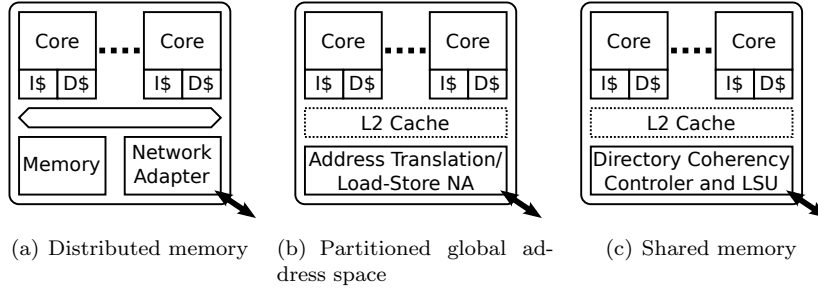 Core Core
I$ D$ I$ D$
Memory
Network
Adapter
(a) Distributed memory
Core Core
I$ D$ I$ D$
L2 Cache
Address Translation/
Load-Store NA
(b) Partitioned global ad-
dress space
Core Core
I$ D$ I$ D$
L2 Cache
Directory Coherency
Controler and LSU
(c) Shared memory